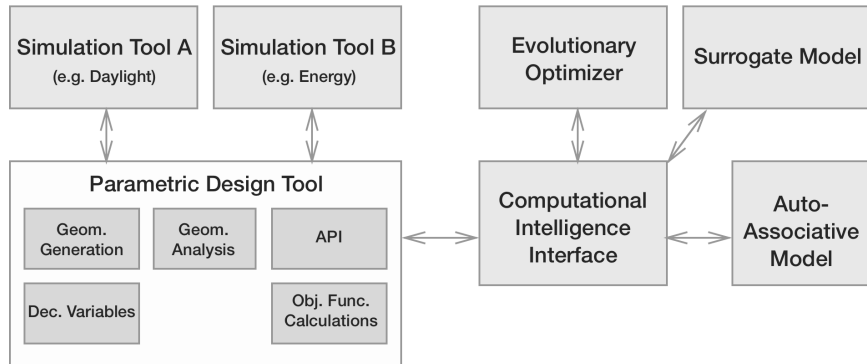 Simulation Tool A
(e.g. Daylight)
Simulation Tool B
(e.g. Energy)
Evolutionary
Optimizer
Surrogate Model
Parametric Design Tool
Geom.
Generation
Geom.
Analysis
API
Dec. Variables
Obj. Func.
Calculations
Computational
Intelligence
Interface
Auto-
Associative
Model